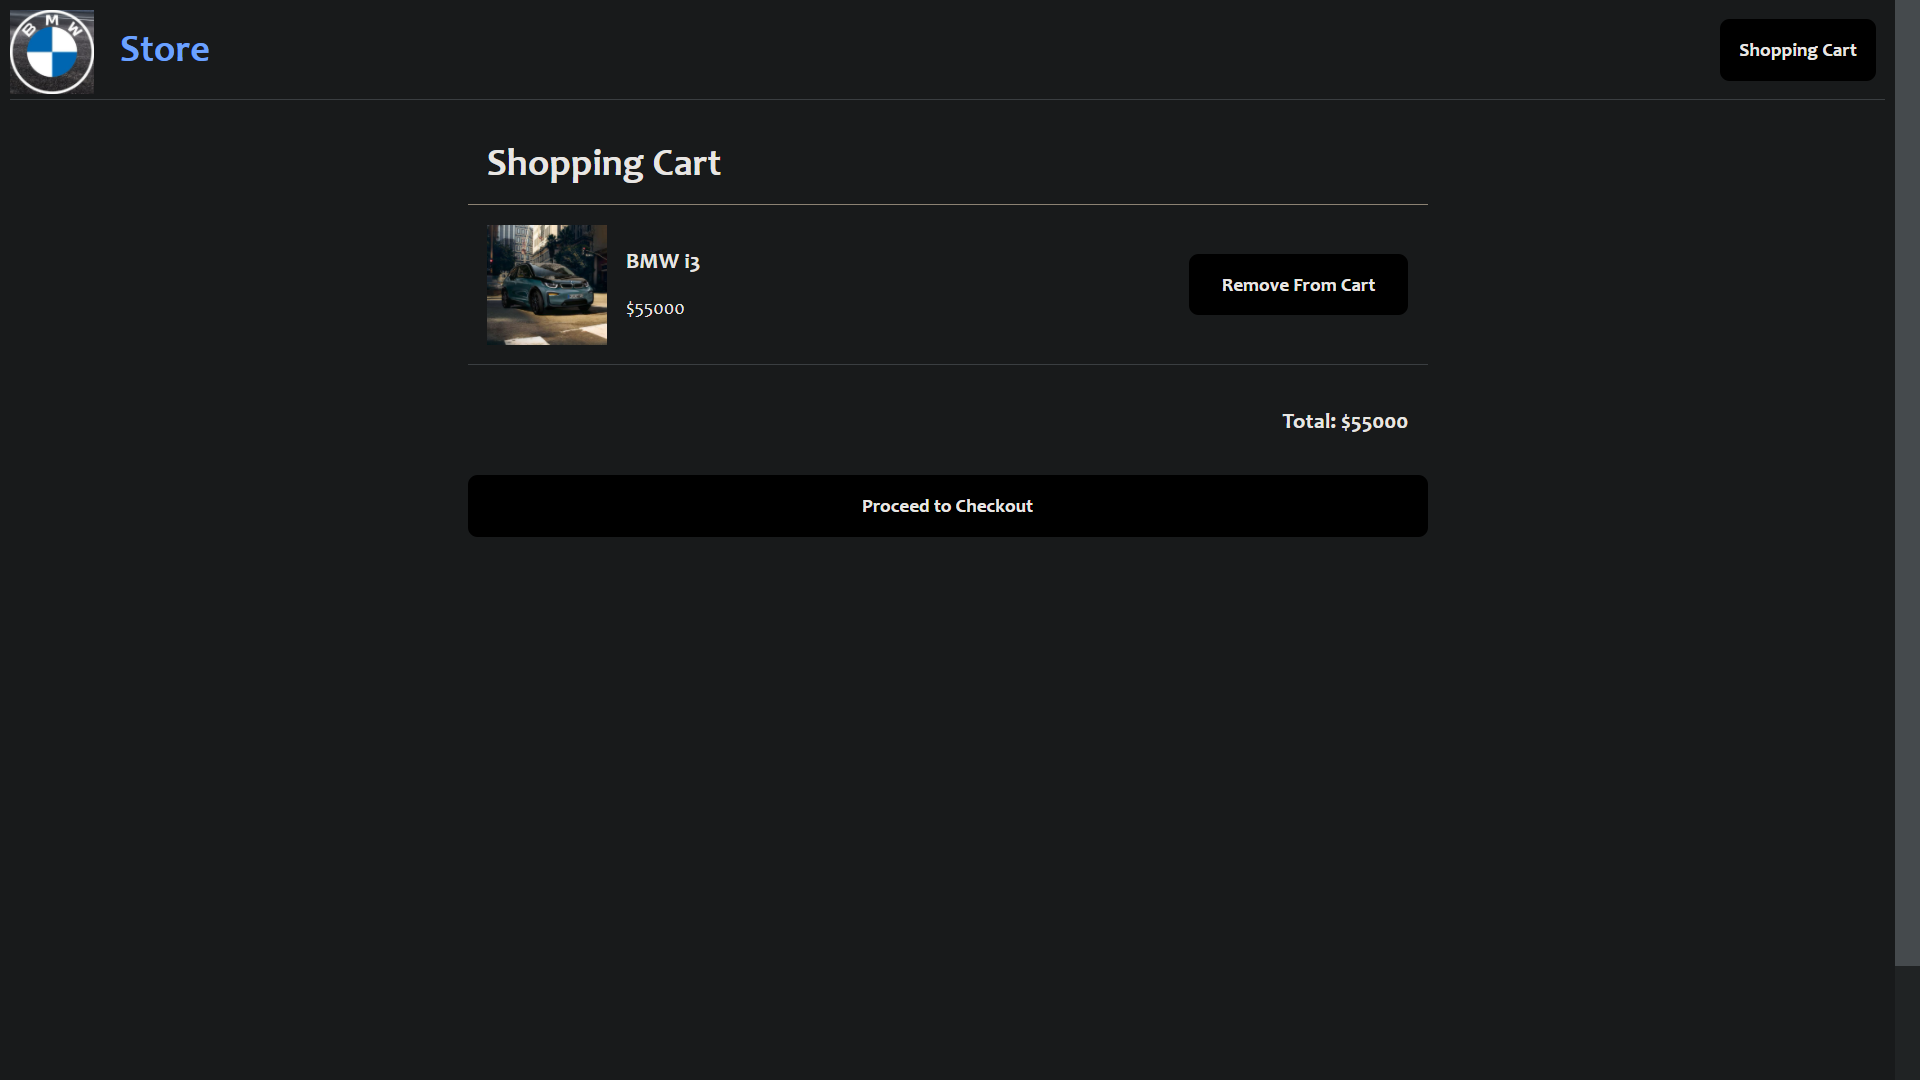 BMW
Store
Shopping Cart
Shopping Cart
BMW i3
$55000
Remove From Cart
Total: $55000
Proceed to Checkout